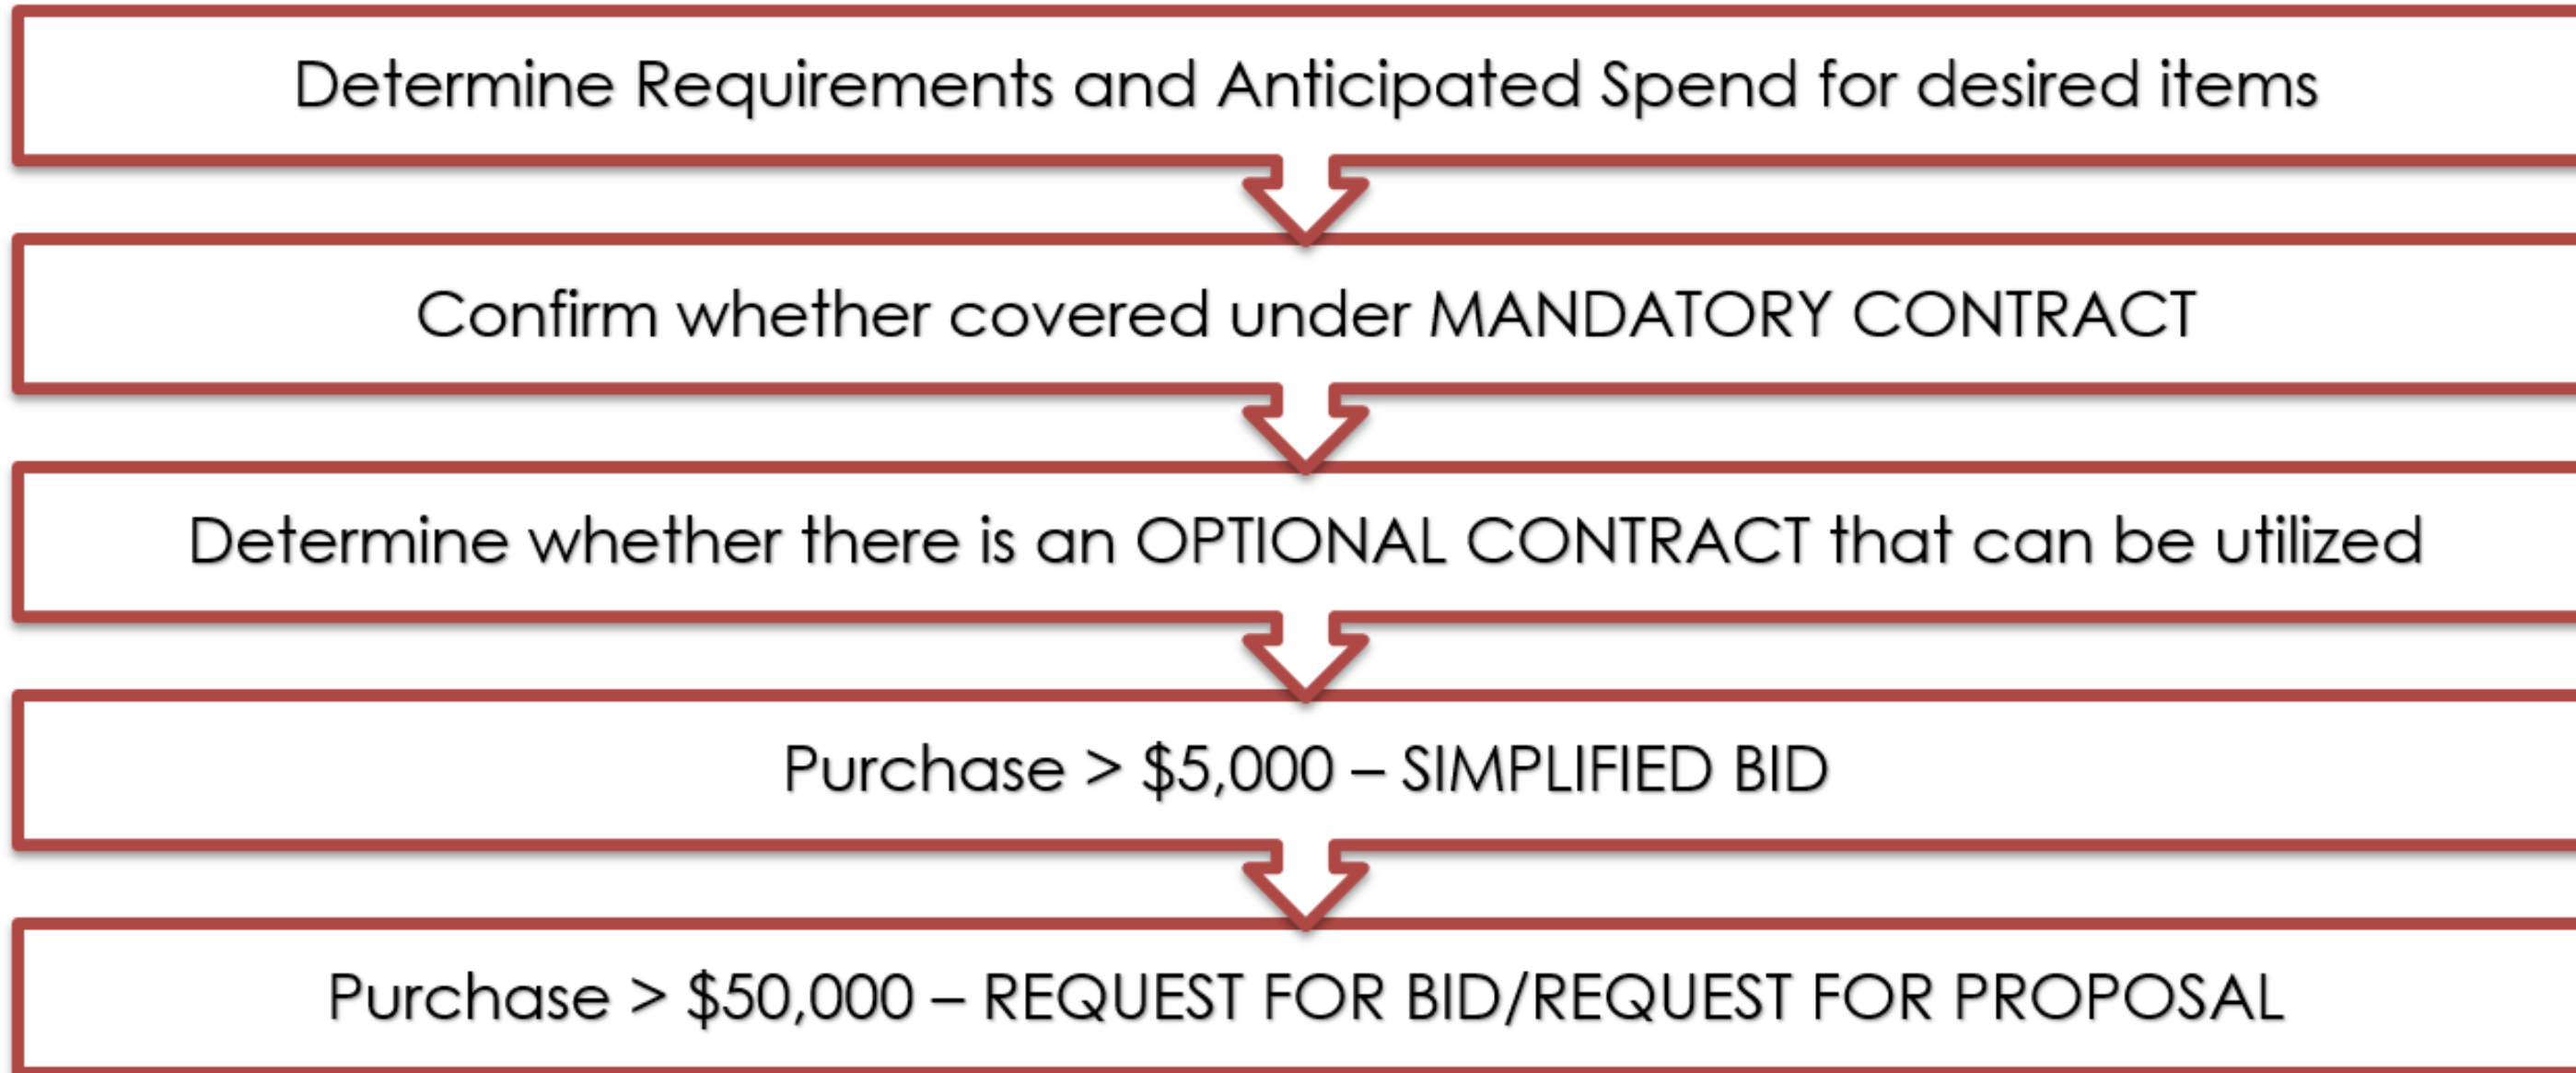 Determine Requirements and Anticipated Spend for desired items
Confirm whether covered under MANDATORY CONTRACT
Determine whether there is an OPTIONAL CONTRACT that can be utilized
Purchase > $5,000 – SIMPLIFIED BID
Purchase > $50,000 – REQUEST FOR BID/REQUEST FOR PROPOSAL